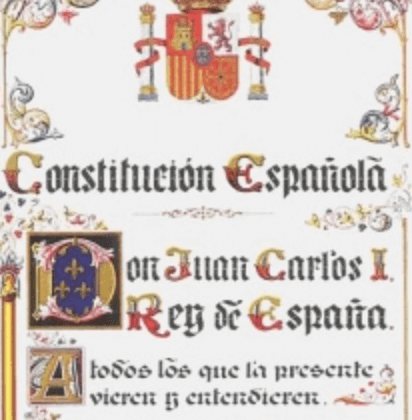 Constitución Española
Don Juan Carlos I.
Rey de España.
A todos los que la presente
vieren y entendieren.